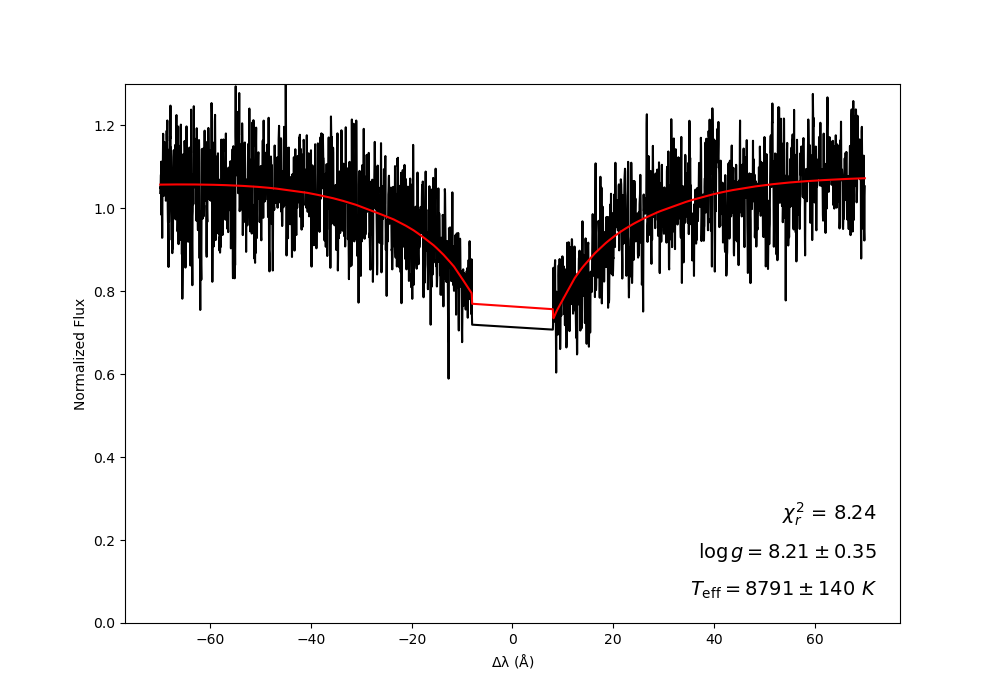 Normalized Flux
1.2
1.0
0.8
0.6
0.4
0.2
0.0
χ²ᵣ = 8.24
log g = 8.21 ± 0.35
T_eff = 8791 ± 140 K
−60 −40 −20 0 20 40 60
Δλ (Å)